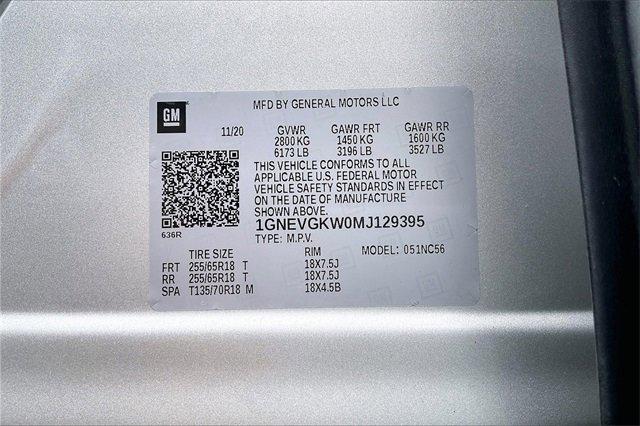 GM
MFD BY GENERAL MOTORS LLC
11/20 GVWR GAWR FRT GAWR RR
2800 KG 1450 KG 1600 KG
6173 LB 3196 LB 3527 LB
THIS VEHICLE CONFORMS TO ALL
APPLICABLE U.S. FEDERAL MOTOR
VEHICLE SAFETY STANDARDS IN EFFECT
ON THE DATE OF MANUFACTURE
SHOWN ABOVE.
1GNEVGKW0MJ129395
636R
TYPE: M.P.V. MODEL: 051NC56
TIRE SIZE RIM
FRT 255/65R18 T 18X7.5J
RR 255/65R18 T 18X7.5J
SPA T135/70R18 M 18X4.5B